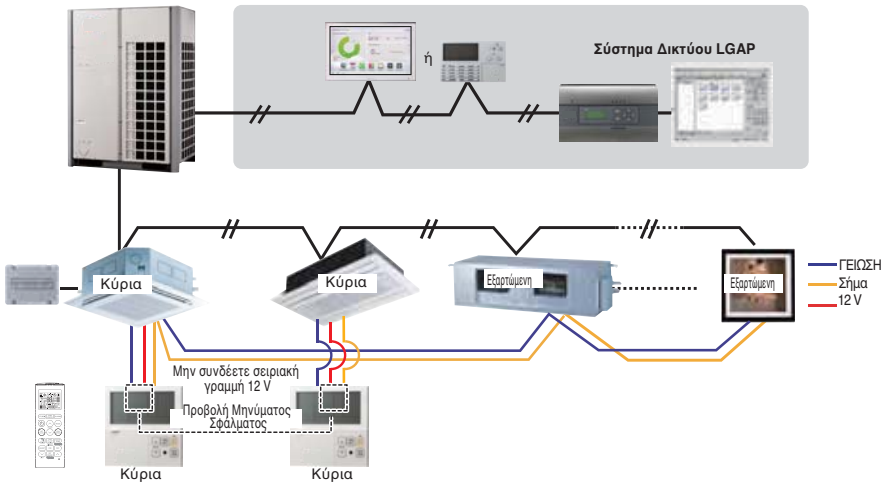 Σύστημα Δικτύου LGAP
ή
Κύρια
Κύρια
Εξαρτώμενη
Εξαρτώμενη
ΓΕΙΩΣΗ
Σήμα
12 V
Μην συνδέετε σειριακή
γραμμή 12 V
Προβολή Μηνύματος
Σφάλματος
Κύρια
Κύρια